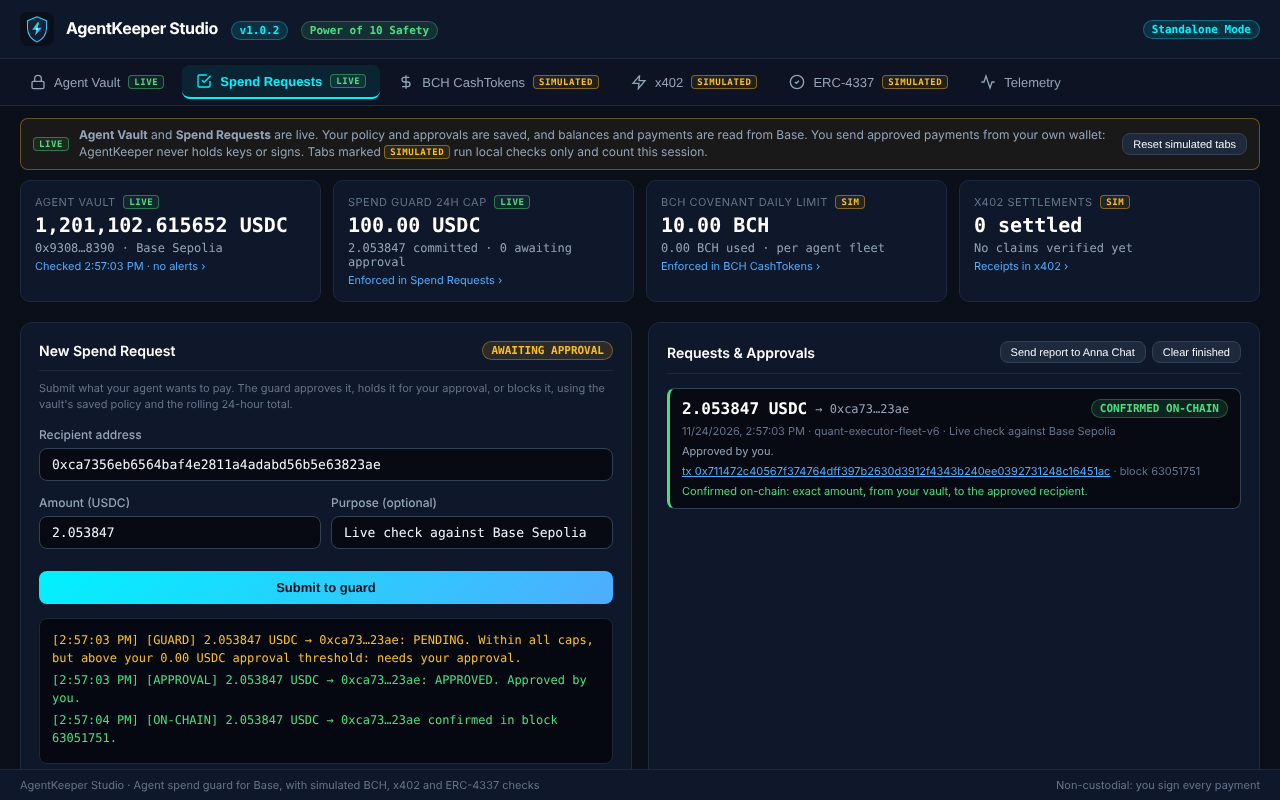 AgentKeeper Studio v1.0.2 Power of 10 Safety Standalone Mode
Agent Vault LIVE Spend Requests LIVE BCH CashTokens SIMULATED x402 SIMULATED ERC-4337 SIMULATED Telemetry
LIVE Agent Vault and Spend Requests are live. Your policy and approvals are saved, and balances and payments are read from Base. You send approved payments from your own wallet:
AgentKeeper never holds keys or signs. Tabs marked SIMULATED run local checks only and count this session.
Reset simulated tabs
AGENT VAULT LIVE
1,201,102.615652 USDC
0x9308…8390 · Base Sepolia
Checked 2:57:03 PM · no alerts ›
SPEND GUARD 24H CAP LIVE
100.00 USDC
2.053847 committed · 0 awaiting
approval
Enforced in Spend Requests ›
BCH COVENANT DAILY LIMIT SIM
10.00 BCH
0.00 BCH used · per agent fleet
Enforced in BCH CashTokens ›
X402 SETTLEMENTS SIM
0 settled
No claims verified yet
Receipts in x402 ›
New Spend Request AWAITING APPROVAL
Submit what your agent wants to pay. The guard approves it, holds it for your approval, or blocks it, using the
vault's saved policy and the rolling 24-hour total.
Recipient address
0xca7356eb6564baf4e2811a4adabd56b5e63823ae
Amount (USDC) Purpose (optional)
2.053847 Live check against Base Sepolia
Submit to guard
[2:57:03 PM] [GUARD] 2.053847 USDC → 0xca73…23ae: PENDING. Within all caps,
but above your 0.00 USDC approval threshold: needs your approval.
[2:57:03 PM] [APPROVAL] 2.053847 USDC → 0xca73…23ae: APPROVED. Approved by
you.
[2:57:04 PM] [ON-CHAIN] 2.053847 USDC → 0xca73…23ae confirmed in block
63051751.
Requests & Approvals Send report to Anna Chat Clear finished
2.053847 USDC → 0xca73…23ae CONFIRMED ON-CHAIN
11/24/2026, 2:57:03 PM · quant-executor-fleet-v6 · Live check against Base Sepolia
Approved by you.
tx 0x711472c40567f374764dff397b2630d3912f4343b240ee0392731248c16451ac · block 63051751
Confirmed on-chain: exact amount, from your vault, to the approved recipient.
AgentKeeper Studio · Agent spend guard for Base, with simulated BCH, x402 and ERC-4337 checks Non-custodial: you sign every payment